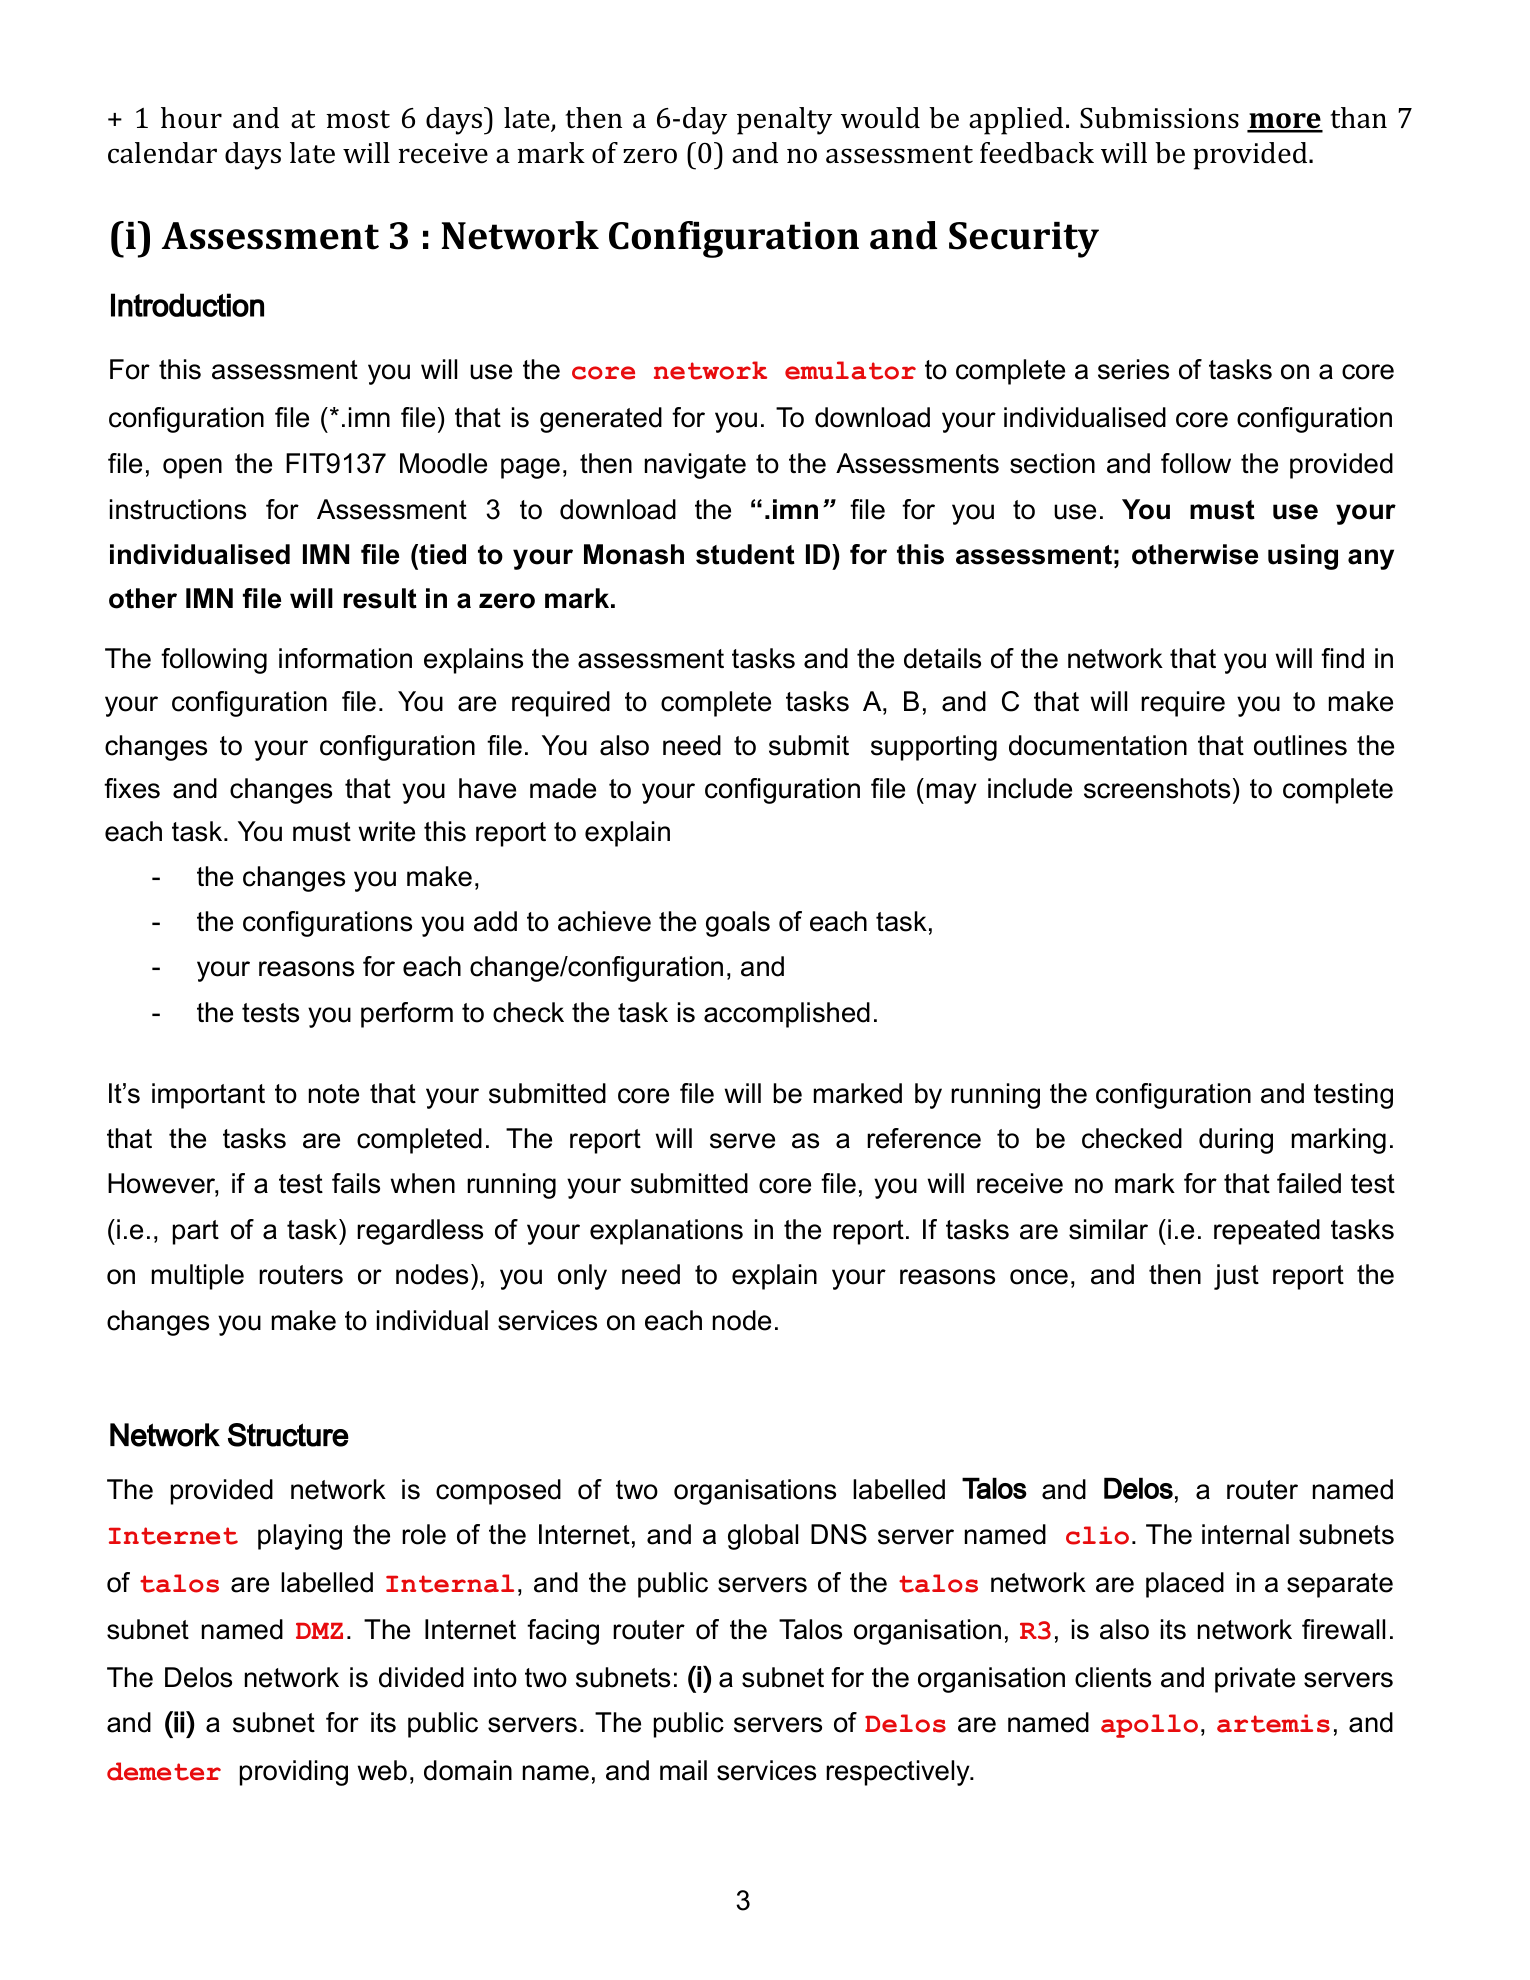 + 1 hour and at most 6 days) late, then a 6-day penalty would be applied. Submissions more than 7
calendar days late will receive a mark of zero (0) and no assessment feedback will be provided.
(i) Assessment 3 : Network Configuration and Security
Introduction
For this assessment you will use the core network emulator to complete a series of tasks on a core
configuration file (*.imn file) that is generated for you. To download your individualised core configuration
file, open the FIT9137 Moodle page, then navigate to the Assessments section and follow the provided
instructions for Assessment 3 to download the “.imn” file for you to use. You must use your
individualised IMN file (tied to your Monash student ID) for this assessment; otherwise using any
other IMN file will result in a zero mark.
The following information explains the assessment tasks and the details of the network that you will find in
your configuration file. You are required to complete tasks A, B, and C that will require you to make
changes to your configuration file. You also need to submit supporting documentation that outlines the
fixes and changes that you have made to your configuration file (may include screenshots) to complete
each task. You must write this report to explain
- the changes you make,
- the configurations you add to achieve the goals of each task,
- your reasons for each change/configuration, and
- the tests you perform to check the task is accomplished.
It’s important to note that your submitted core file will be marked by running the configuration and testing
that the tasks are completed. The report will serve as a reference to be checked during marking.
However, if a test fails when running your submitted core file, you will receive no mark for that failed test
(i.e., part of a task) regardless of your explanations in the report. If tasks are similar (i.e. repeated tasks
on multiple routers or nodes), you only need to explain your reasons once, and then just report the
changes you make to individual services on each node.
Network Structure
The provided network is composed of two organisations labelled Talos and Delos, a router named
Internet playing the role of the Internet, and a global DNS server named clio. The internal subnets
of talos are labelled Internal, and the public servers of the talos network are placed in a separate
subnet named DMZ. The Internet facing router of the Talos organisation, R3, is also its network firewall.
The Delos network is divided into two subnets: (i) a subnet for the organisation clients and private servers
and (ii) a subnet for its public servers. The public servers of Delos are named apollo, artemis, and
demeter providing web, domain name, and mail services respectively.
3